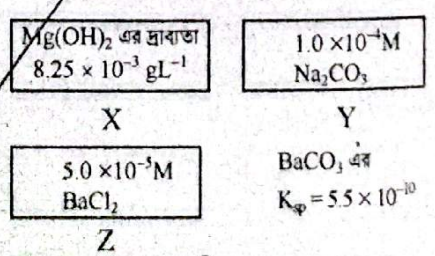 Mg(OH)₂ এর দ্রাব্যতা
8.25 × 10⁻³ gL⁻¹
X
1.0 ×10⁻⁴M
Na₂CO₃
Y
5.0 ×10⁻⁵M
BaCl₂
Z
BaCO₃ এর
Kₛₚ = 5.5 × 10⁻¹⁰